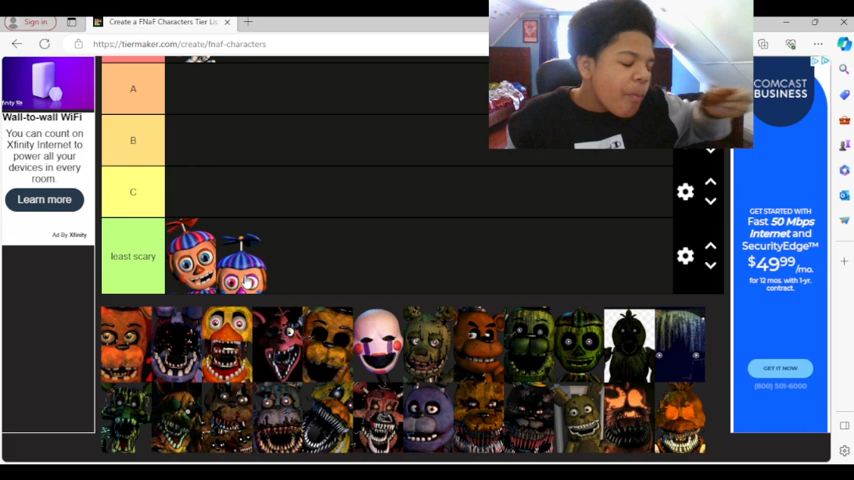 Sign in
Create a FNaF Characters Tier Lis
https://tiermaker.com/create/fnaf-characters
finity 10G
Wall-to-wall WiFi
You can count on
Xfinity Internet to
power all your
devices in every
room.
Learn more
Ad By Xfinity
A
B
C
least scary
COMCAST
BUSINESS
GET STARTED WITH
Fast 50 Mbps
Internet and
SecurityEdge™
$49.99 /mo.
for 12 mos. with 1-yr.
contract.
GET IT NOW
(800) 501-6000